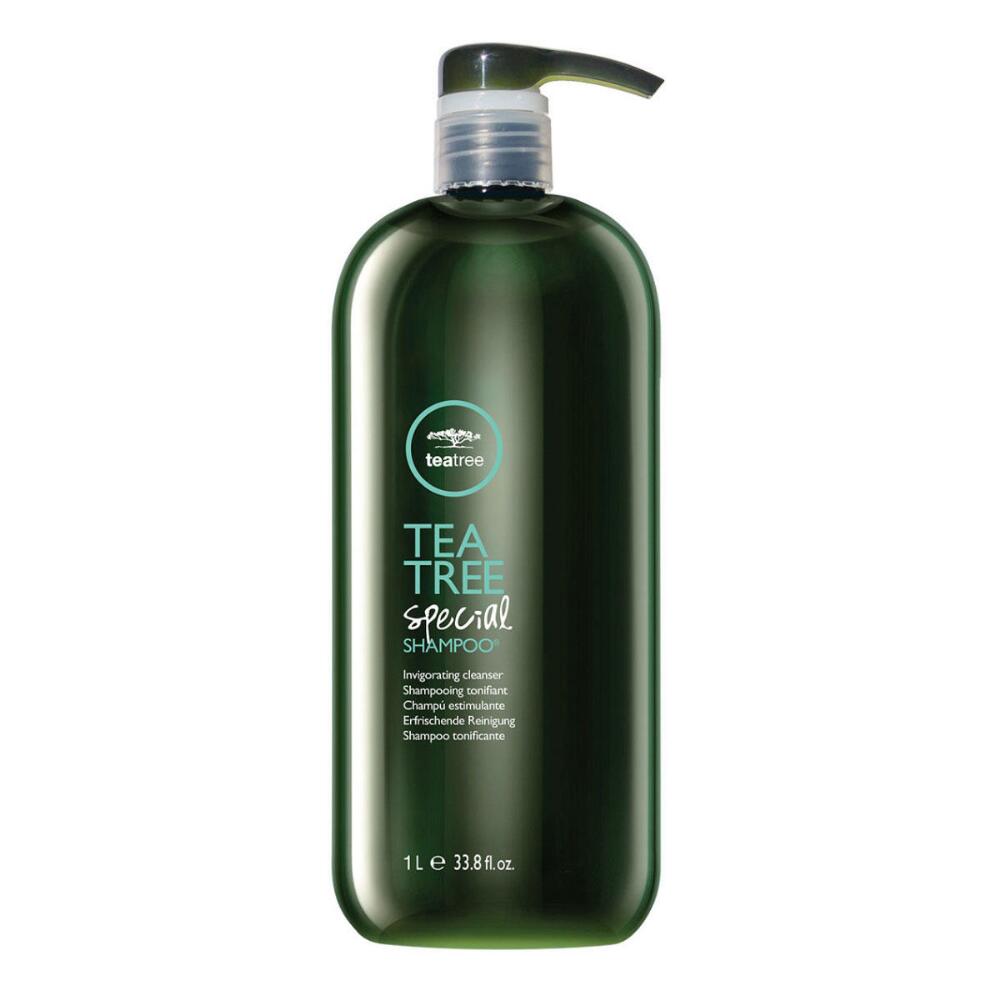 teatree
TEA
TREE
special
SHAMPOO®
Invigorating cleanser
Shampooing tonifiant
Champú estimulante
Erfrischende Reinigung
Shampoo tonificante
1 L ℮ 33.8 fl. oz.